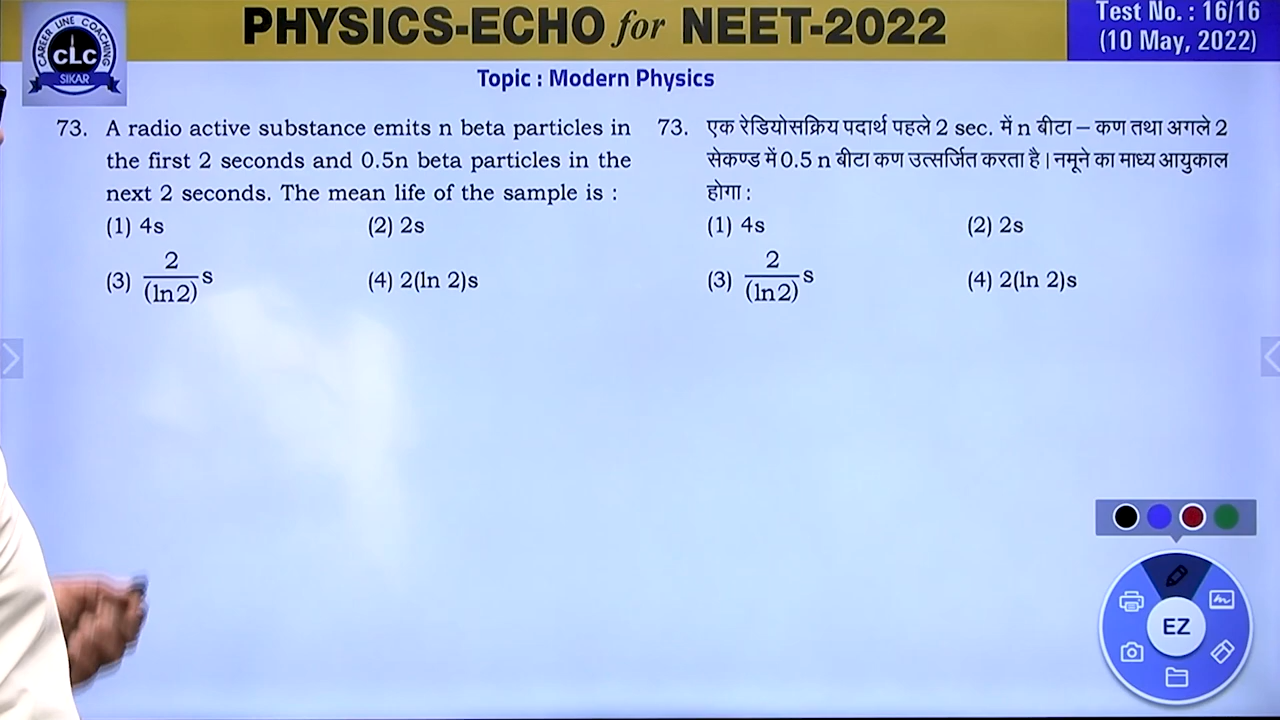 PHYSICS-ECHO for NEET-2022
Test No. : 16/16
(10 May, 2022)
CAREER LINE COACHING
CLC
SIKAR
Topic : Modern Physics
73. A radio active substance emits n beta particles in
the first 2 seconds and 0.5n beta particles in the
next 2 seconds. The mean life of the sample is :
(1) 4s (2) 2s
(3) 2/(ln2) s (4) 2(ln 2)s
73. एक रेडियोसक्रिय पदार्थ पहले 2 sec. में n बीटा – कण तथा अगले 2
सेकण्ड में 0.5 n बीटा कण उत्सर्जित करता है। नमूने का माध्य आयुकाल
होगा :
(1) 4s (2) 2s
(3) 2/(ln2) s (4) 2(ln 2)s
EZ